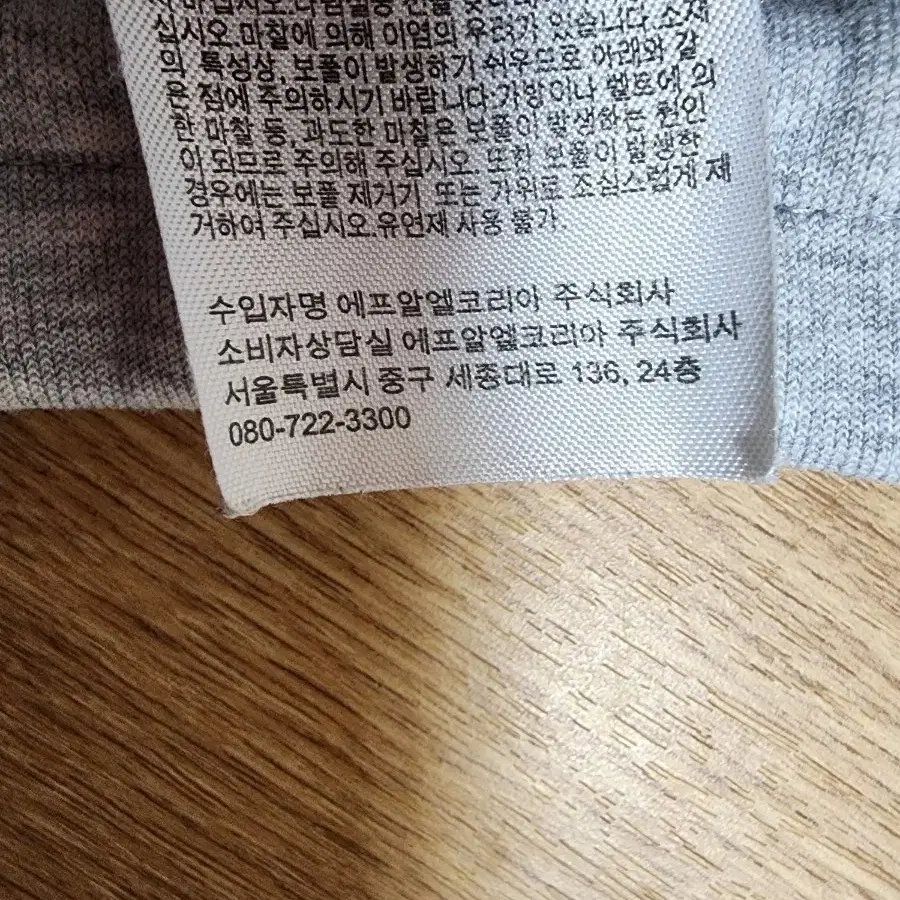 마십시오.다림질 등
십시오.마찰에 의해 이염의 우려가 있습니다. 소재
의 특성상, 보풀이 발생하기 쉬우므로 아래와 같
은 점에 주의하시기 바랍니다.가방이나 벨트에 의
한 마찰 등, 과도한 마찰은 보풀이 발생하는 원인
이 되므로 주의해 주십시오. 또한 보풀이 발생한
경우에는 보풀 제거기 또는 가위로 조심스럽게 제
거하여 주십시오.유연제 사용 불가.
수입자명 에프알엘코리아 주식회사
소비자상담실 에프알엘코리아 주식회사
서울특별시 중구 세종대로 136, 24층
080-722-3300